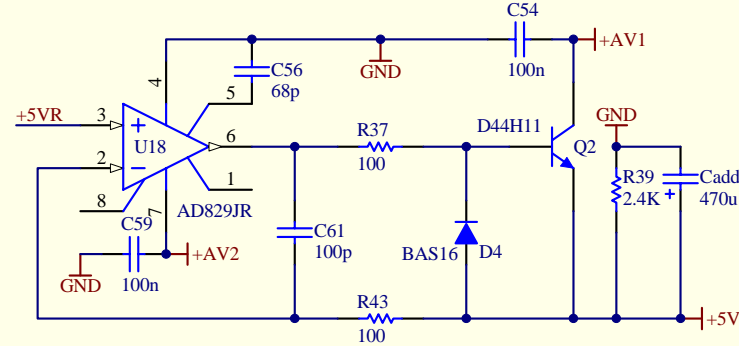 C54
+AV1
GND
100n
4
C56
68p
5
+5VR
3
+
6
R37
100
D44H11
Q2
GND
U18
2
−
1
R39
2.4K
+
Cadd
470u
8
7
AD829JR
C59
100n
GND
+AV2
C61
100p
BAS16
D4
R43
100
+5V